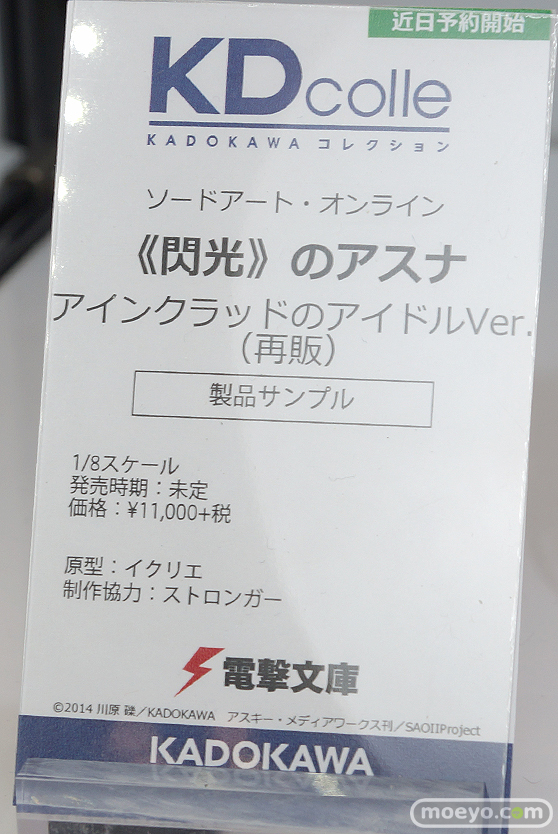 近日予約開始
KDcolle
KADOKAWA コレクション
ソードアート・オンライン
《閃光》のアスナ
アインクラッドのアイドルVer.
（再販）
製品サンプル
1/8スケール
発売時期：未定
価格：¥11,000+税
原型：イクリエ
制作協力：ストロンガー
電撃文庫
©2014 川原 礫／KADOKAWA アスキー・メディアワークス刊／SAOIIProject
KADOKAWA
moeyo.com